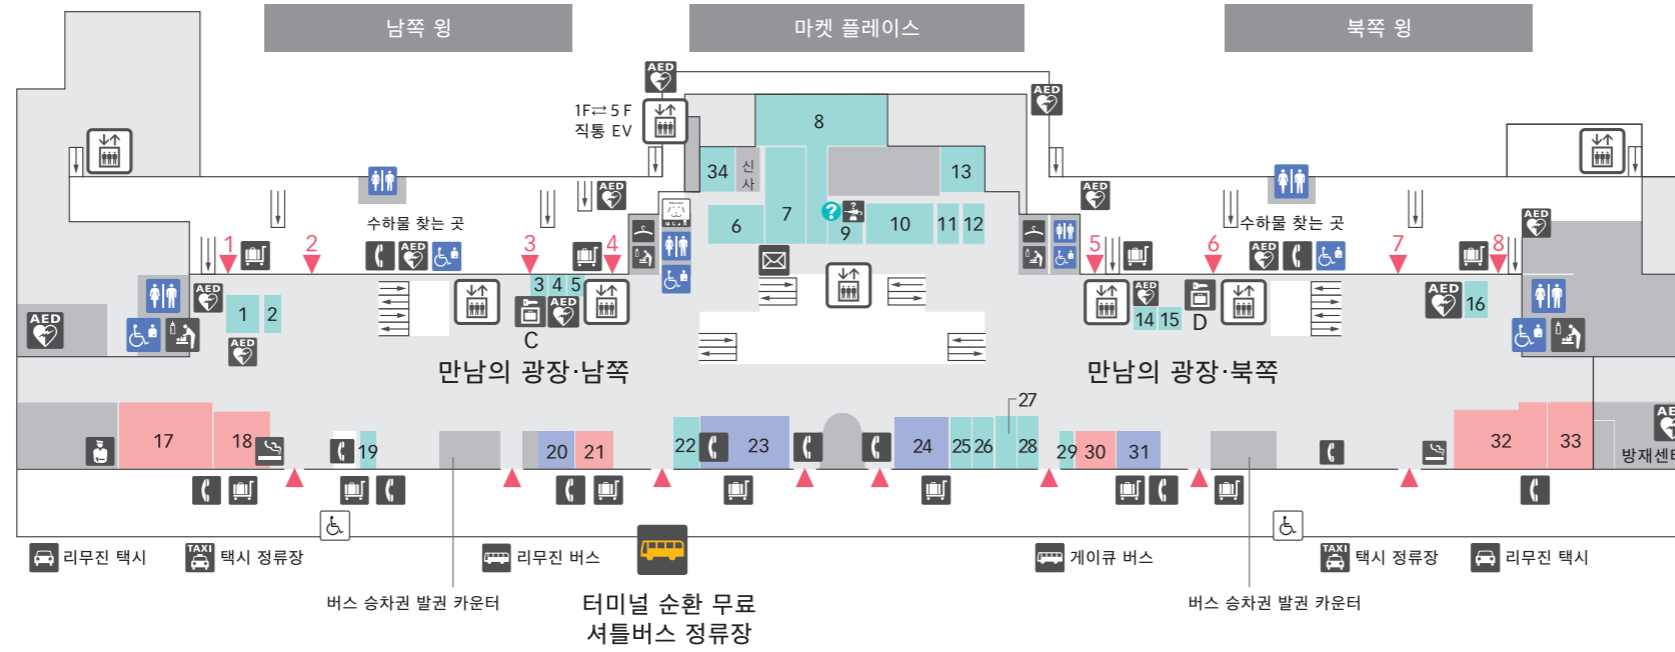 남쪽 윙
마켓 플레이스
북쪽 윙
AED
1F⇄5F
직통 EV
AED
8
34
신사
13
AED
AED
수하물 찾는 곳
수하물 찾는 곳
6
7
?
?
9
10
11
12
AED
1
2
AED
3
4
5
6
AED
7
8
AED
3
4
5
AED
AED
1
2
AED
C
AED
14
15
D
AED
16
AED
만남의 광장·남쪽
만남의 광장·북쪽
27
17
18
19
20
21
22
23
24
25
26
28
29
30
31
32
33
방재센터
리무진 택시
TAXI
택시 정류장
리무진 버스
게이큐 버스
TAXI
택시 정류장
리무진 택시
버스 승차권 발권 카운터
버스 승차권 발권 카운터
터미널 순환 무료
셔틀버스 정류장